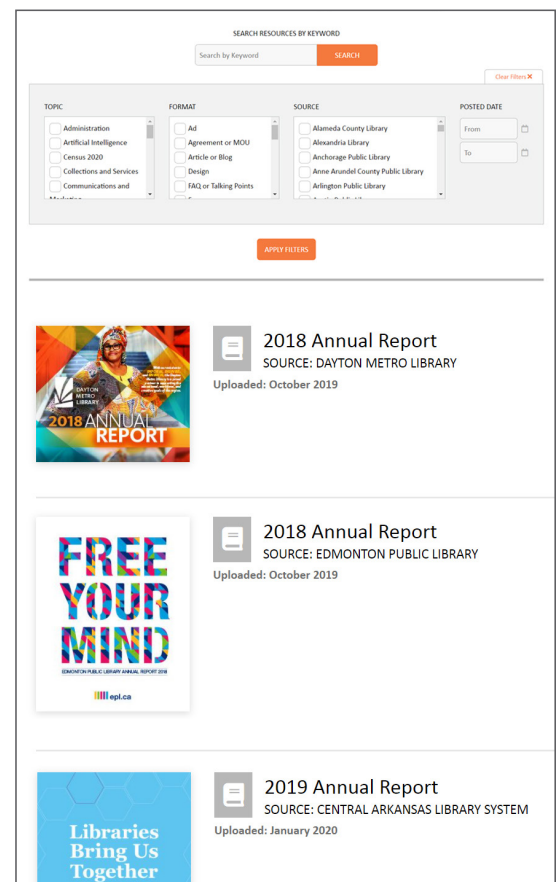 SEARCH RESOURCES BY KEYWORD
Search by Keyword
SEARCH
Clear Filters X
TOPIC
Administration
Artificial Intelligence
Census 2020
Collections and Services
Communications and
FORMAT
Ad
Agreement or MOU
Article or Blog
Design
FAQ or Talking Points
SOURCE
Alameda County Library
Alexandria Library
Anchorage Public Library
Anne Arundel County Public Library
Arlington Public Library
POSTED DATE
From
To
APPLY FILTERS
DAYTON
METRO
LIBRARY
2018 ANNUAL
REPORT
2018 Annual Report
SOURCE: DAYTON METRO LIBRARY
Uploaded: October 2019
FREE
YOUR
MIND
EDMONTON PUBLIC LIBRARY ANNUAL REPORT 2018
epl.ca
2018 Annual Report
SOURCE: EDMONTON PUBLIC LIBRARY
Uploaded: October 2019
Libraries
Bring Us
Together
2019 Annual Report
SOURCE: CENTRAL ARKANSAS LIBRARY SYSTEM
Uploaded: January 2020